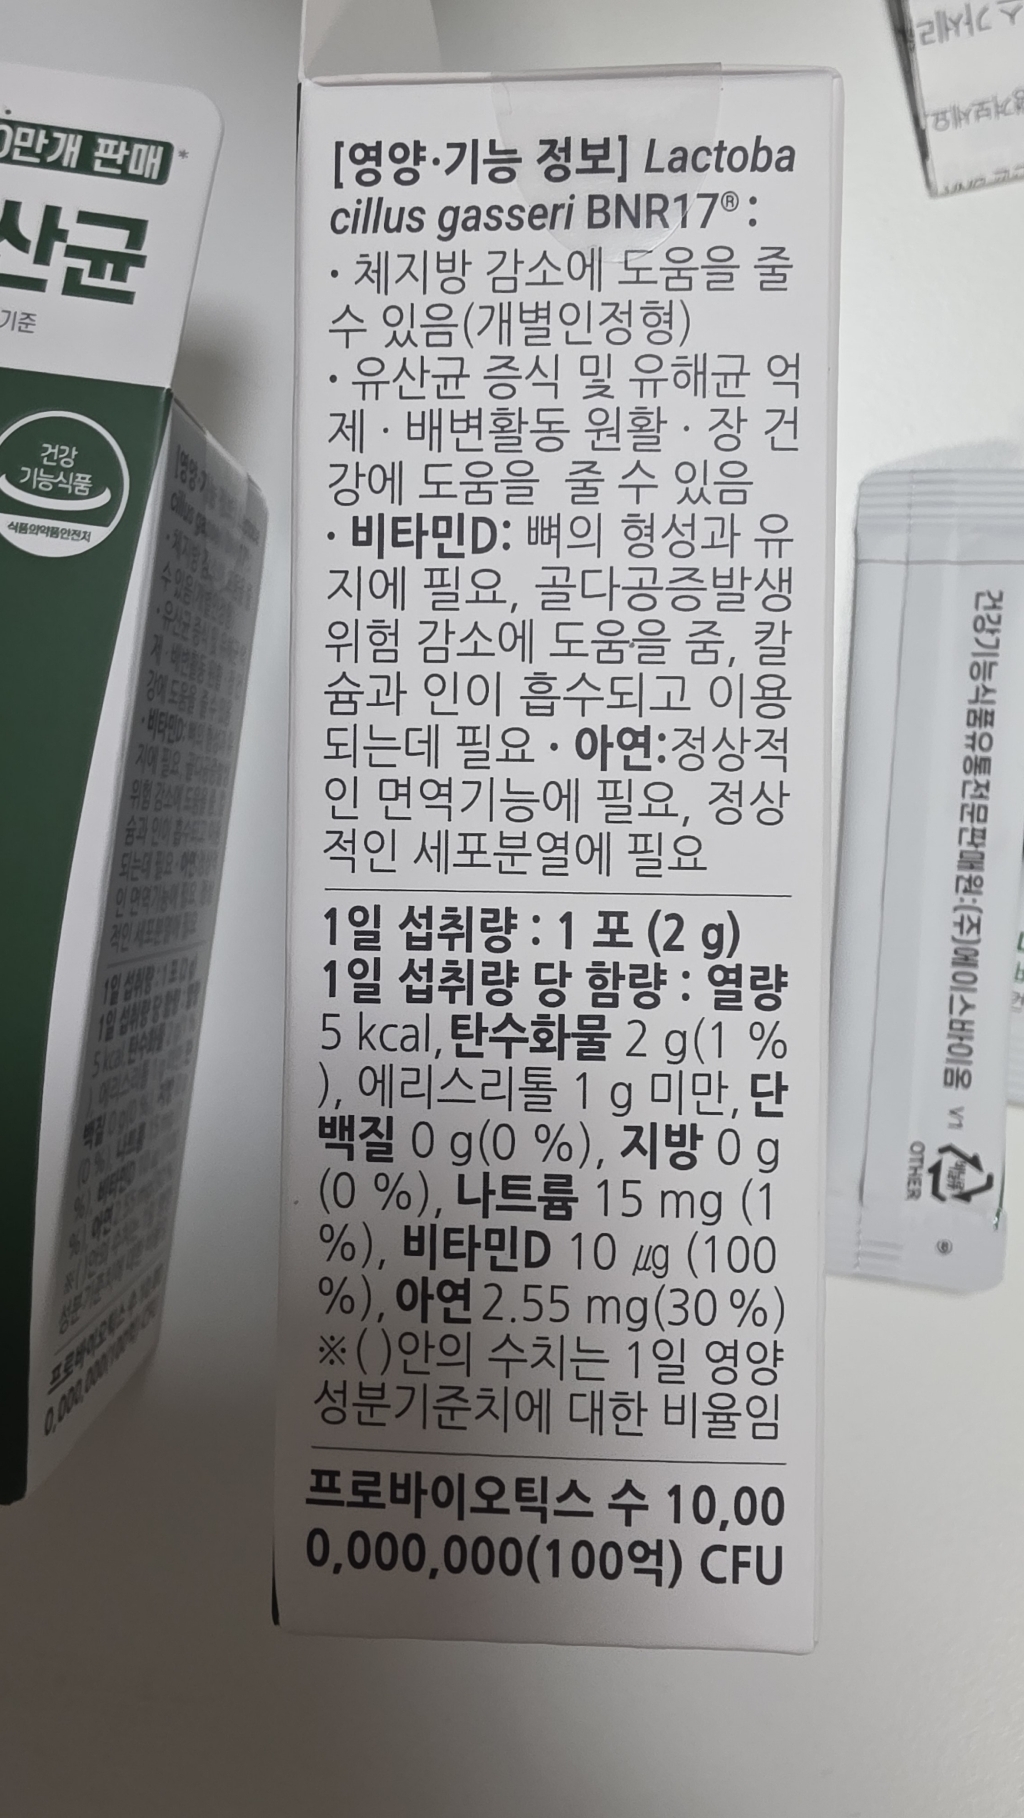 0만개 판매*
산균
기준
건강
기능식품
식품의약품안전처
[영양·기능 정보] Lactoba
cillus gasseri BNR17® :
· 체지방 감소에 도움을 줄
수 있음(개별인정형)
· 유산균 증식 및 유해균 억
제 · 배변활동 원활 · 장 건
강에 도움을 줄 수 있음
· 비타민D: 뼈의 형성과 유
지에 필요, 골다공증발생
위험 감소에 도움을 줌, 칼
슘과 인이 흡수되고 이용
되는데 필요 · 아연:정상적
인 면역기능에 필요, 정상
적인 세포분열에 필요
1일 섭취량 : 1 포 (2 g)
1일 섭취량 당 함량 : 열량
5 kcal, 탄수화물 2 g(1 %
), 에리스리톨 1 g 미만, 단
백질 0 g(0 %), 지방 0 g
(0 %), 나트륨 15 mg (1
%), 비타민D 10 μg (100
%), 아연 2.55 mg(30 %)
※( )안의 수치는 1일 영양
성분기준치에 대한 비율임
프로바이오틱스 수 10,00
0,000,000(100억) CFU
건강기능식품유통전문판매원:(주)에이스바이옴 V1
OTHER